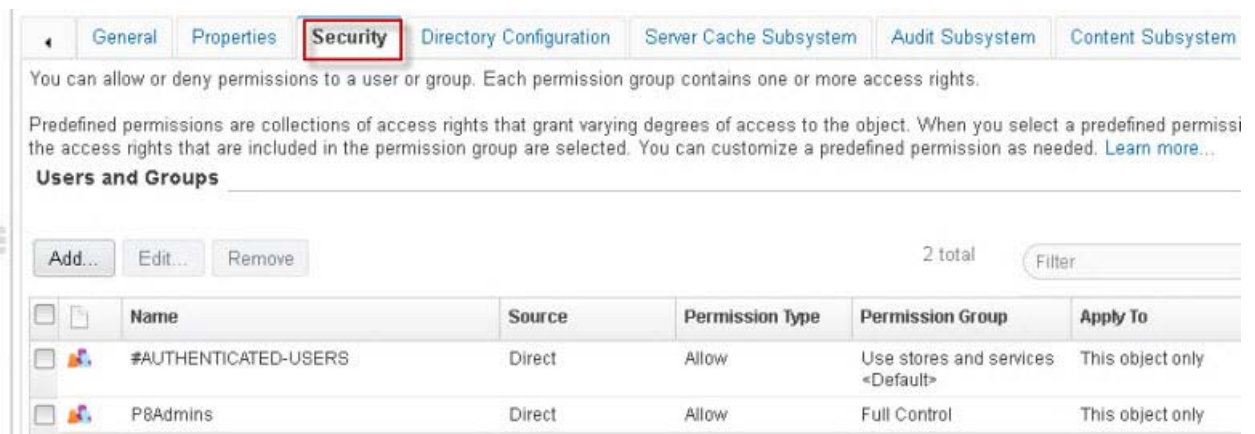 General Properties Security Directory Configuration Server Cache Subsystem Audit Subsystem Content Subsystem
You can allow or deny permissions to a user or group. Each permission group contains one or more access rights.
Predefined permissions are collections of access rights that grant varying degrees of access to the object. When you select a predefined permissi
the access rights that are included in the permission group are selected. You can customize a predefined permission as needed. Learn more...
Users and Groups
Add... Edit... Remove 2 total Filter
Name Source Permission Type Permission Group Apply To
#AUTHENTICATED-USERS Direct Allow Use stores and services This object only
<Default>
P8Admins Direct Allow Full Control This object only